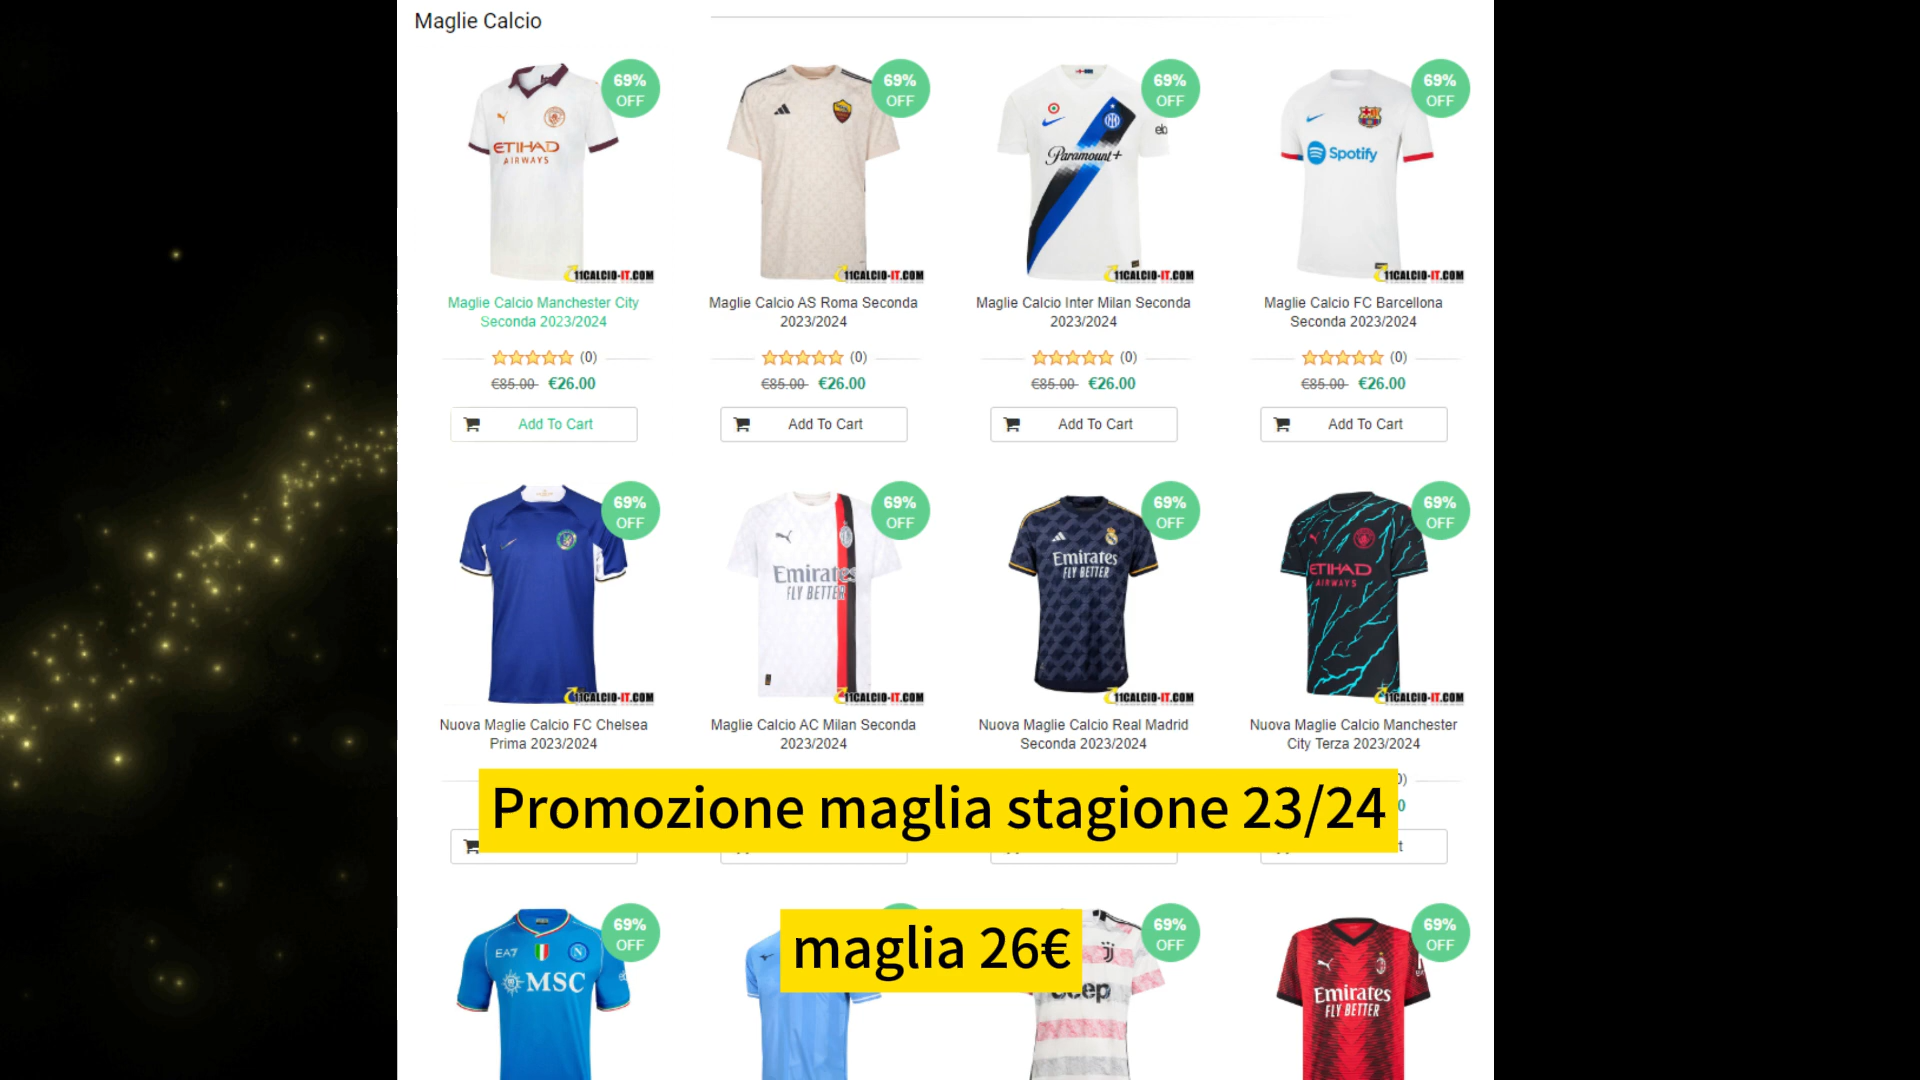 Maglie Calcio
69%
OFF
69%
OFF
69%
OFF
69%
OFF
ETIHAD
AIRWAYS
Paramount+
eb
Spotify
11CALCIO-IT.COM
11CALCIO-IT.COM
11CALCIO-IT.COM
11CALCIO-IT.COM
Maglie Calcio Manchester City
Seconda 2023/2024
Maglie Calcio AS Roma Seconda
2023/2024
Maglie Calcio Inter Milan Seconda
2023/2024
Maglie Calcio FC Barcellona
Seconda 2023/2024
(0)
(0)
(0)
(0)
€85.00 €26.00
€85.00 €26.00
€85.00 €26.00
€85.00 €26.00
Add To Cart
Add To Cart
Add To Cart
Add To Cart
69%
OFF
69%
OFF
69%
OFF
69%
OFF
Emirates
FLY BETTER
Emirates
FLY BETTER
ETIHAD
AIRWAYS
11CALCIO-IT.COM
11CALCIO-IT.COM
11CALCIO-IT.COM
11CALCIO-IT.COM
Nuova Maglie Calcio FC Chelsea
Prima 2023/2024
Maglie Calcio AC Milan Seconda
2023/2024
Nuova Maglie Calcio Real Madrid
Seconda 2023/2024
Nuova Maglie Calcio Manchester
City Terza 2023/2024
Promozione maglia stagione 23/24
69%
OFF
69%
OFF
69%
OFF
EA7
MSC
maglia 26€
Jeep
Emirates
FLY BETTER